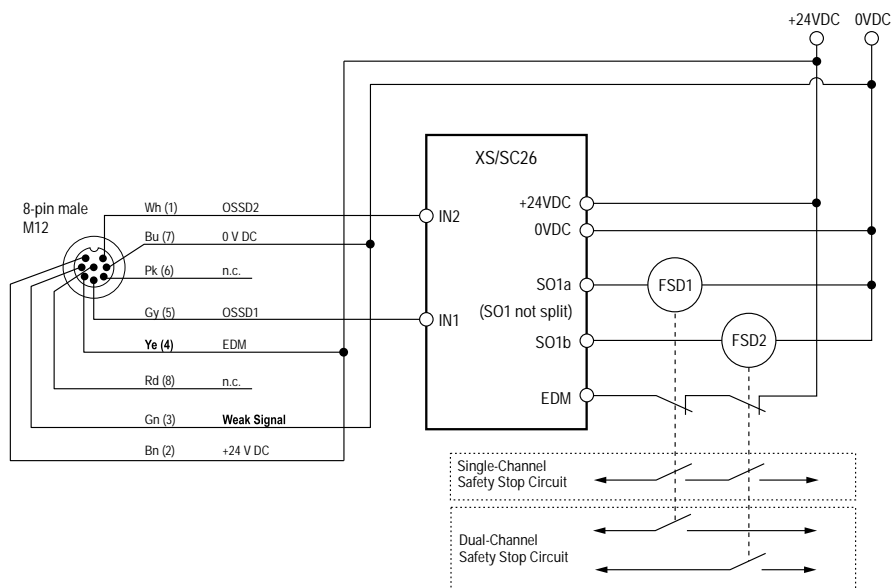 +24VDC 0VDC
XS/SC26
8-pin male
M12
Wh (1) OSSD2
Bu (7) 0 V DC
Pk (6) n.c.
Gy (5) OSSD1
Ye (4) EDM
Rd (8) n.c.
Gn (3) Weak Signal
Bn (2) +24 V DC
IN2
IN1
+24VDC
0VDC
SO1a
(SO1 not split)
SO1b
EDM
FSD1
FSD2
Single-Channel
Safety Stop Circuit
Dual-Channel
Safety Stop Circuit